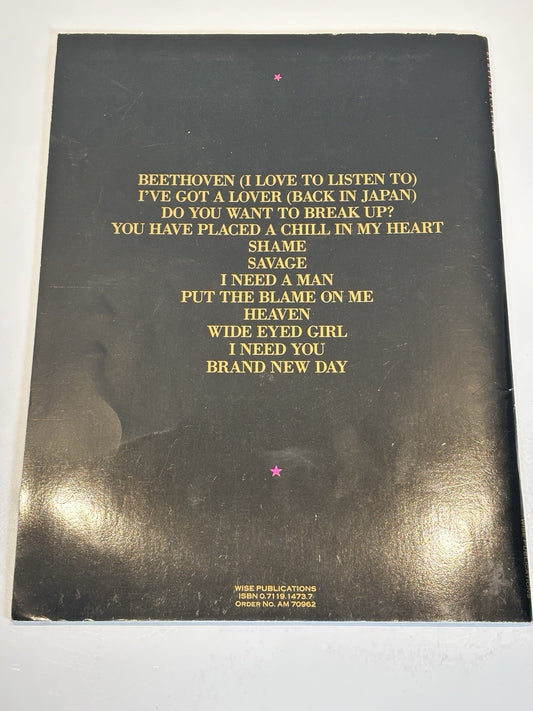 BEETHOVEN (I LOVE TO LISTEN TO)
I'VE GOT A LOVER (BACK IN JAPAN)
DO YOU WANT TO BREAK UP?
YOU HAVE PLACED A CHILL IN MY HEART
SHAME
SAVAGE
I NEED A MAN
PUT THE BLAME ON ME
HEAVEN
WIDE EYED GIRL
I NEED YOU
BRAND NEW DAY
WISE PUBLICATIONS
ISBN 0.7119.1473.7
ORDER NO. AM 70962